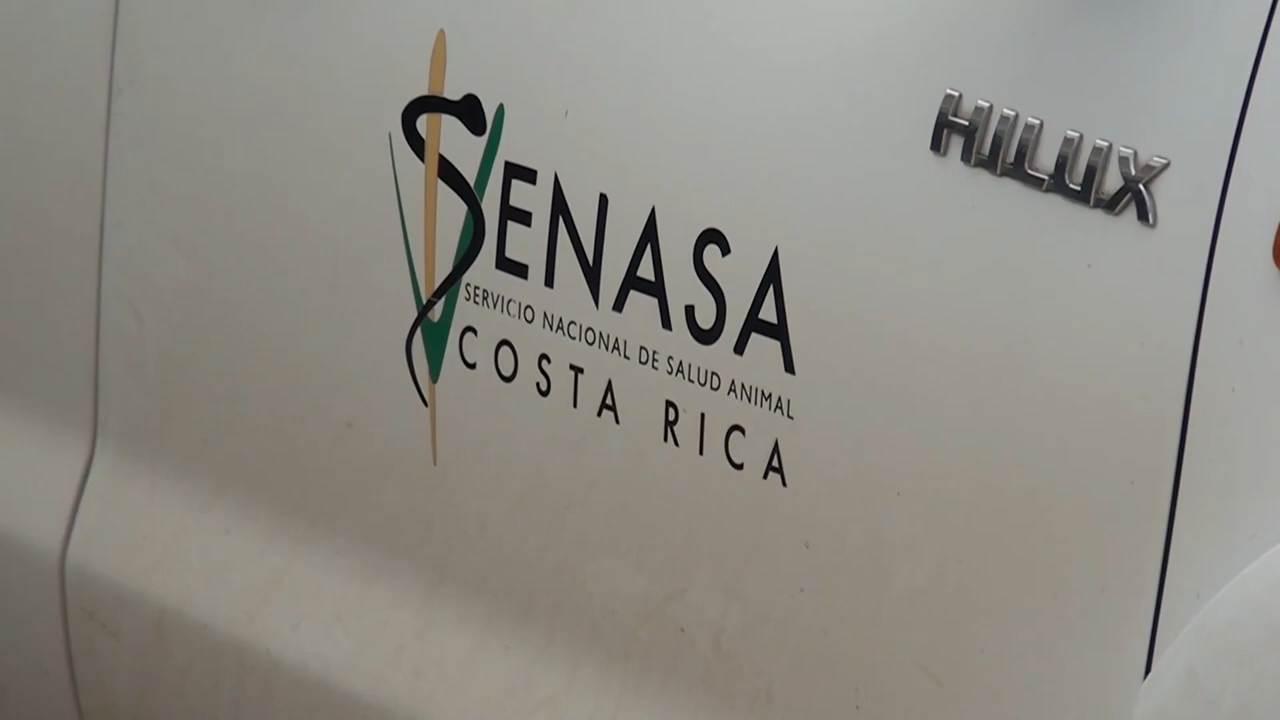 SENASA
SERVICIO NACIONAL DE SALUD ANIMAL
COSTA RICA
HILUX